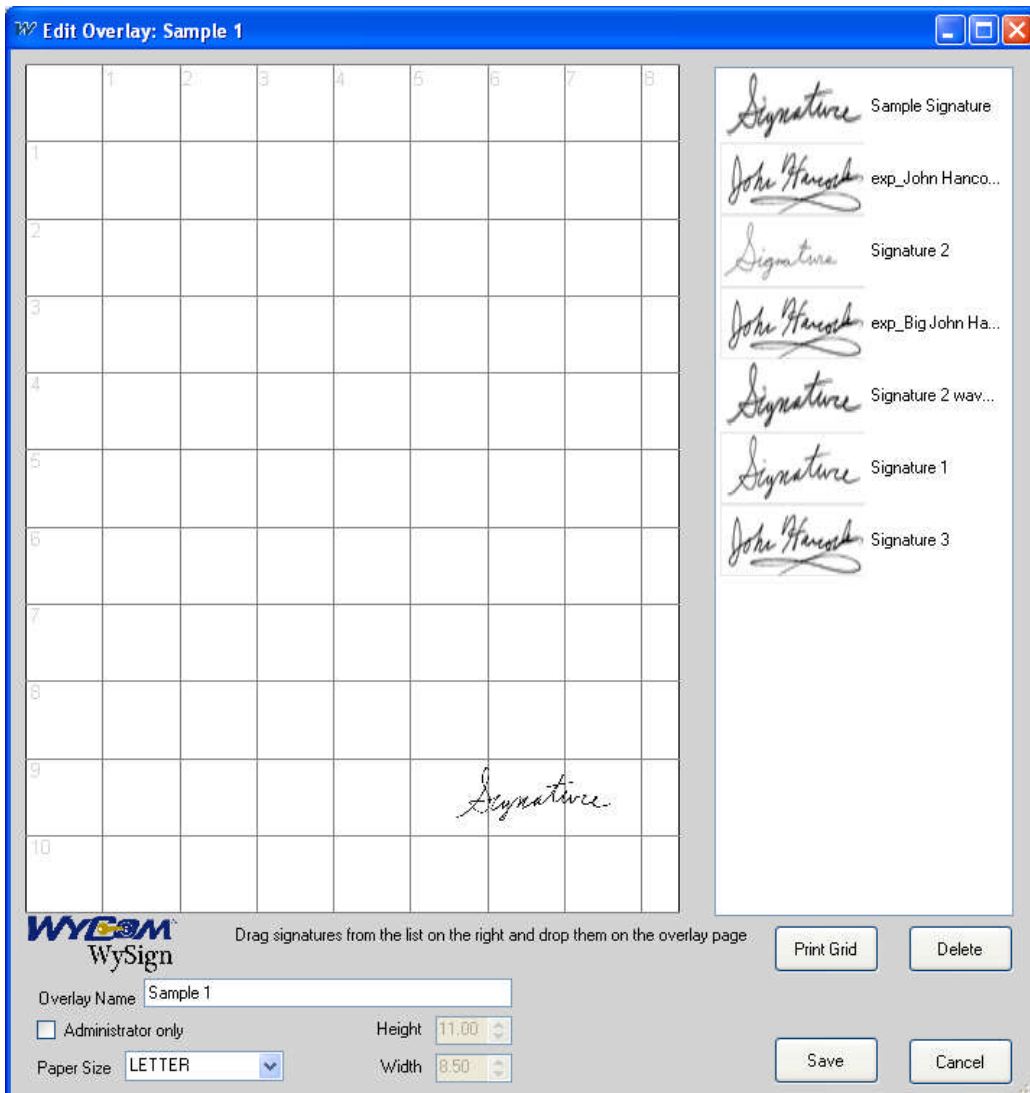 Edit Overlay: Sample 1
1 2 3 4 5 6 7 8
1
2
3
4
5
6
7
8
9
10
Signature
Signature Sample Signature
John Hancock exp_John Hanco...
Signature Signature 2
John Hancock exp_Big John Ha...
Signature Signature 2 wav...
Signature Signature 1
John Hancock Signature 3
WYCOM
WySign
Drag signatures from the list on the right and drop them on the overlay page
Print Grid Delete
Overlay Name Sample 1
Administrator only Height 11.00
Paper Size LETTER Width 8.50
Save Cancel